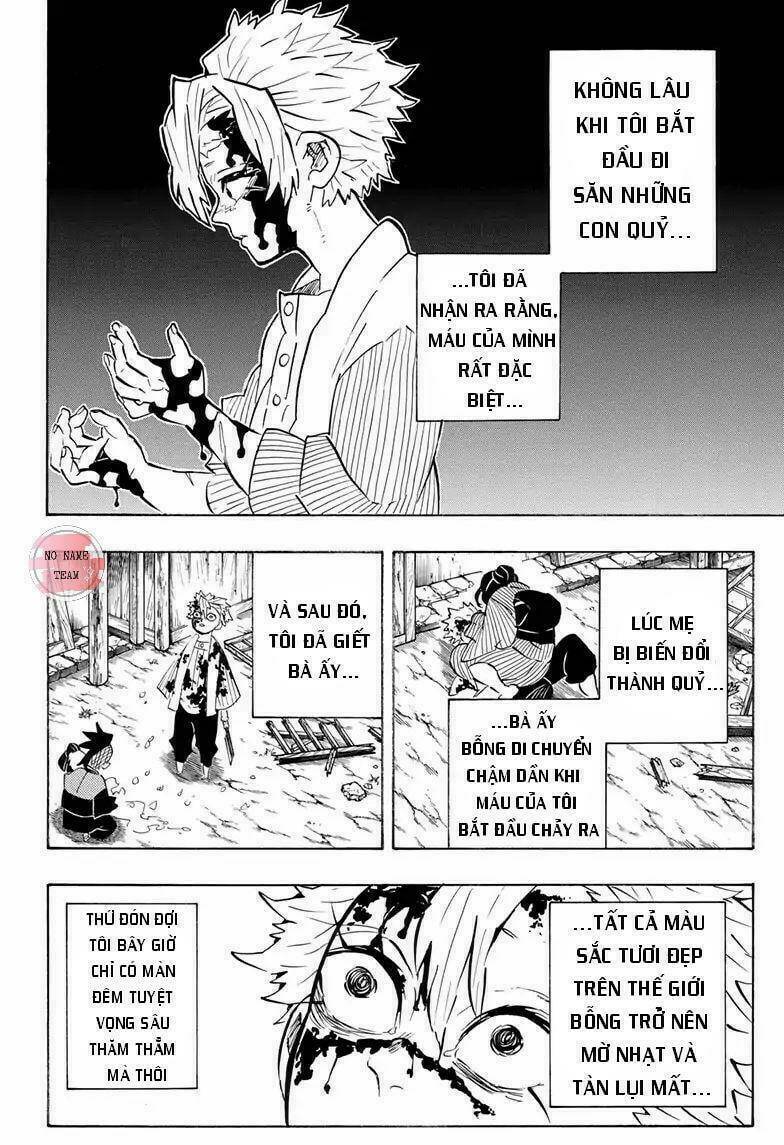 KHÔNG LÂU
KHI TÔI BẮT
ĐẦU ĐI
SĂN NHỮNG
CON QUỶ...
...TÔI ĐÃ
NHẬN RA RẰNG,
MÁU CỦA MÌNH
RẤT ĐẶC
BIỆT...
NO NAME
TEAM
LÚC MẸ
BỊ BIẾN ĐỔI
THÀNH QUỶ...
...BÀ ẤY
BỖNG DI CHUYỂN
CHẬM DẦN KHI
MÁU CỦA TÔI
BẮT ĐẦU CHẢY RA
VÀ SAU ĐÓ,
TÔI ĐÃ GIẾT
BÀ ẤY...
...TẤT CẢ MÀU
SẮC TƯƠI ĐẸP
TRÊN THẾ GIỚI
BỖNG TRỞ NÊN
MỜ NHẠT VÀ
TÀN LỤI MẤT...
THỨ ĐÓN ĐỢI
TÔI BÂY GIỜ
CHỈ CÓ MÀN
ĐÊM TUYỆT
VỌNG SÂU
THĂM THẲM
MÀ THÔI